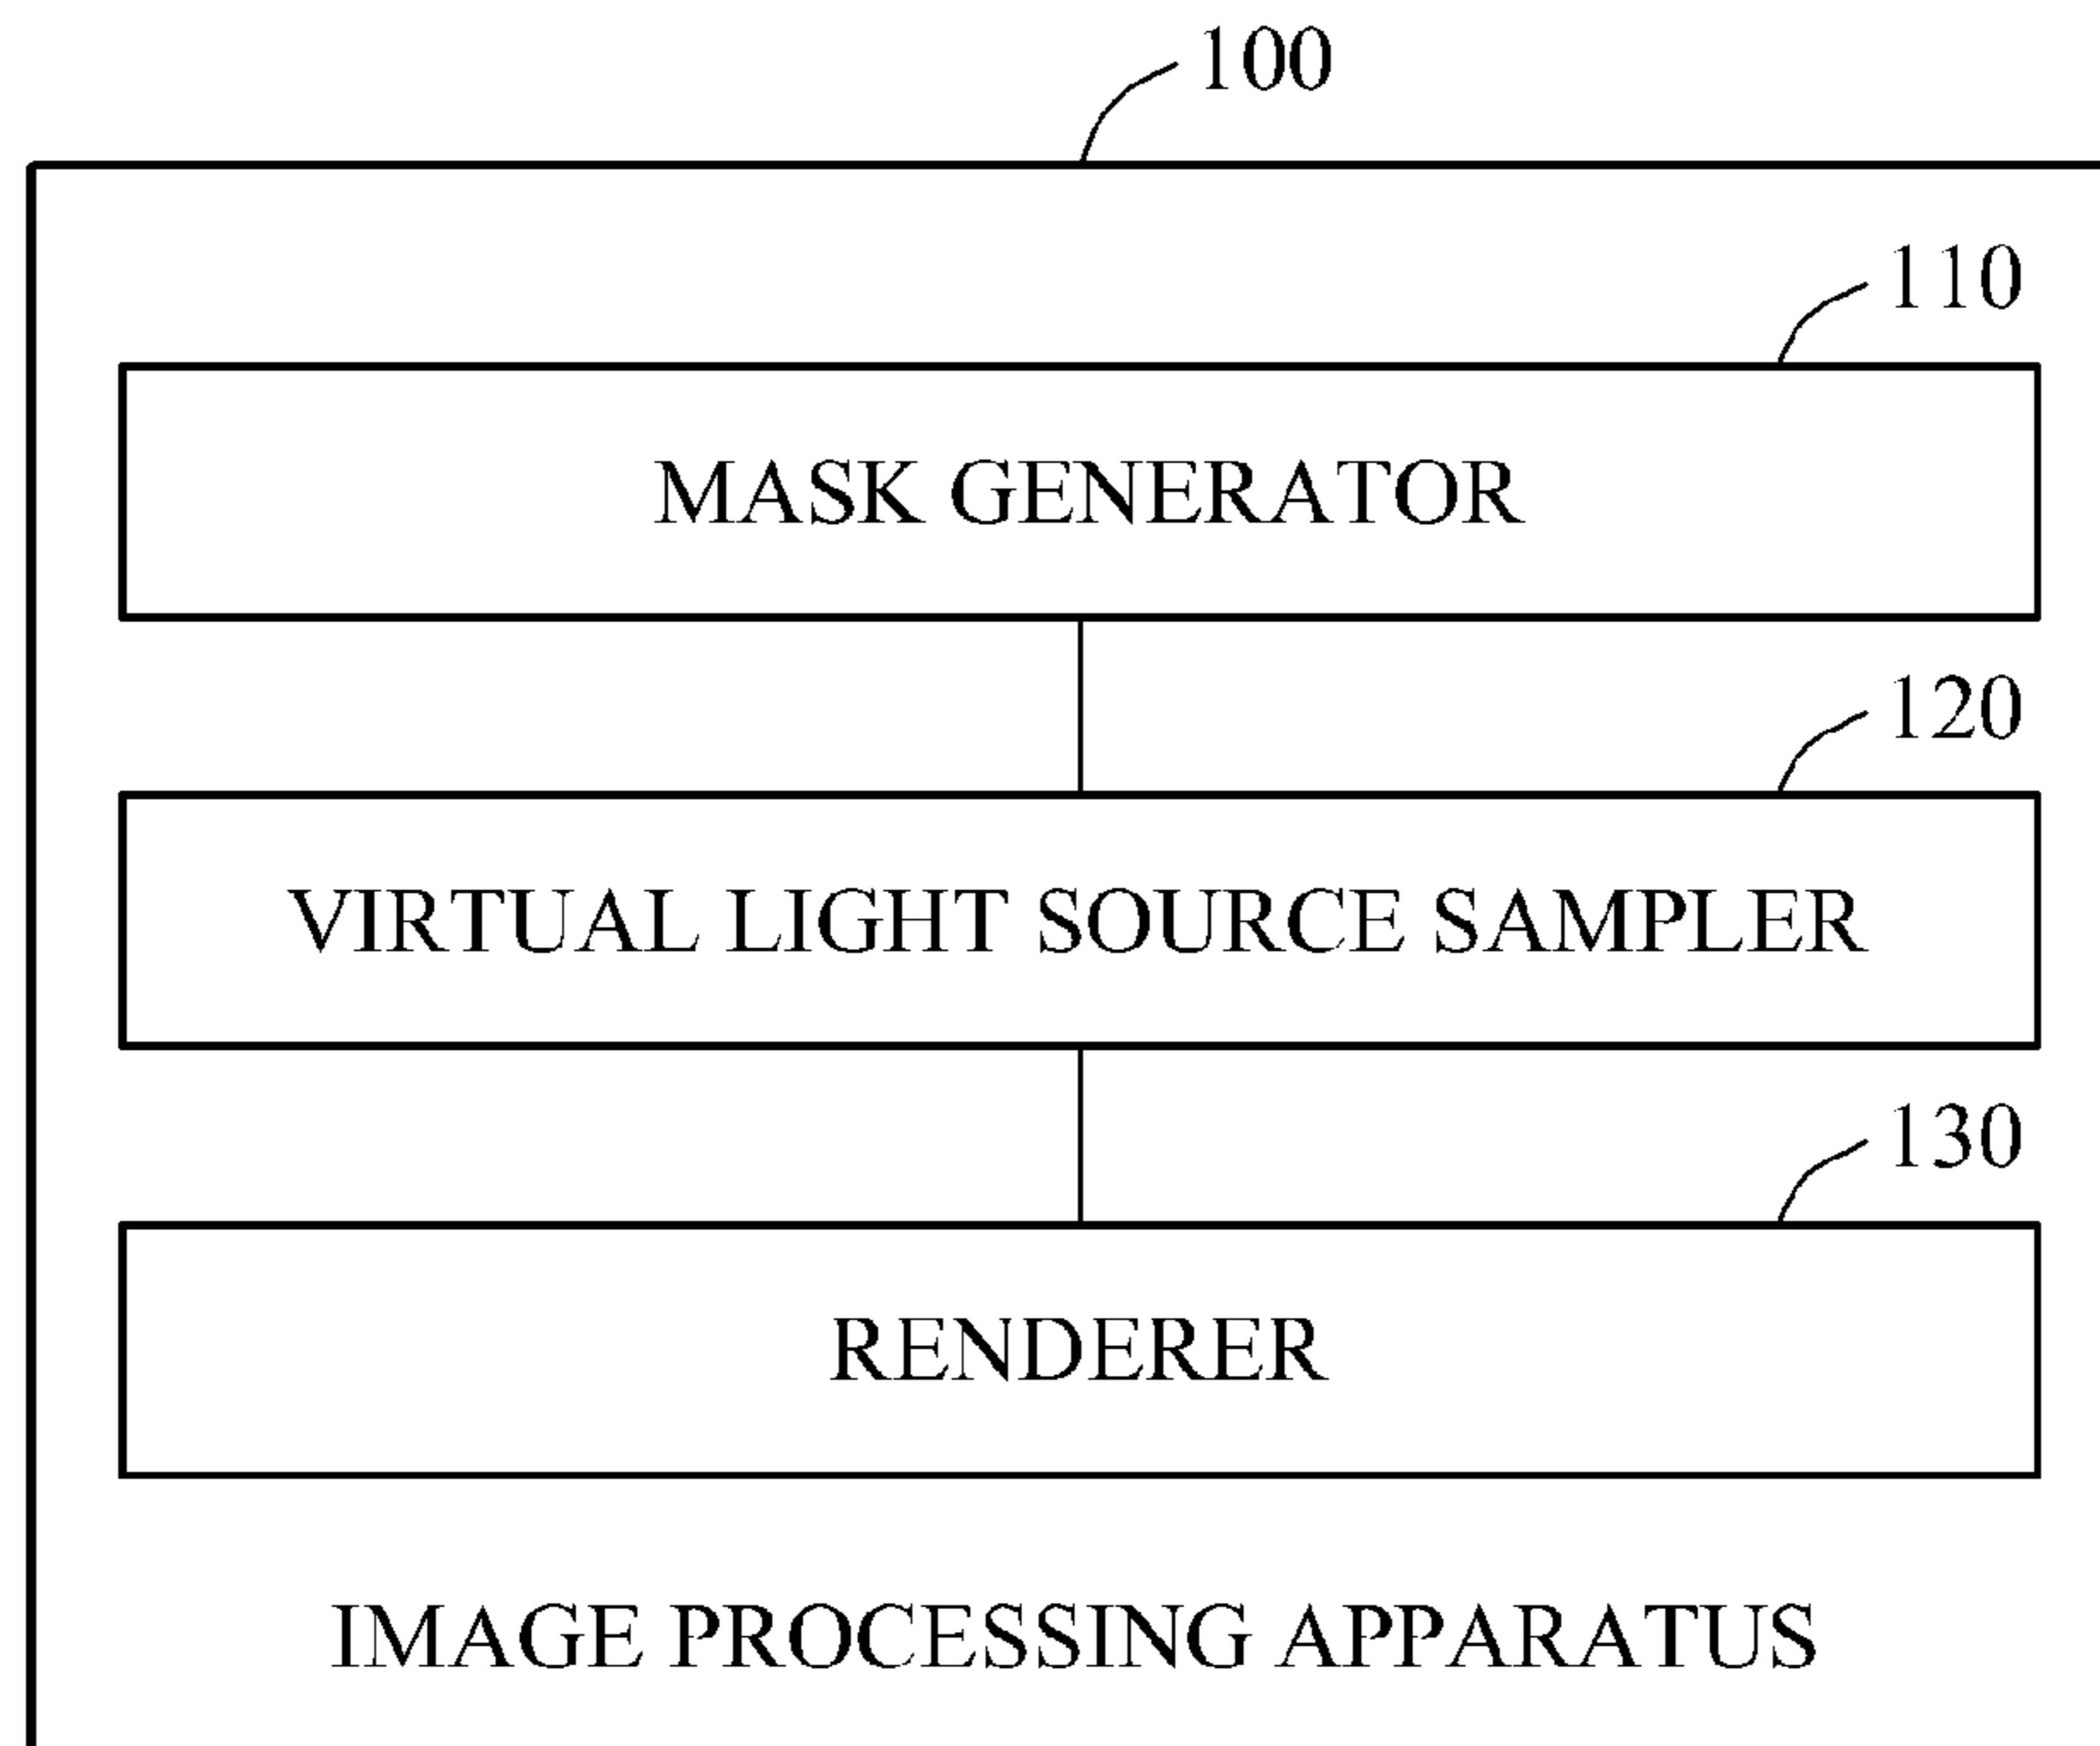 100
110
MASK GENERATOR
120
VIRTUAL LIGHT SOURCE SAMPLER
130
RENDERER
IMAGE PROCESSING APPARATUS